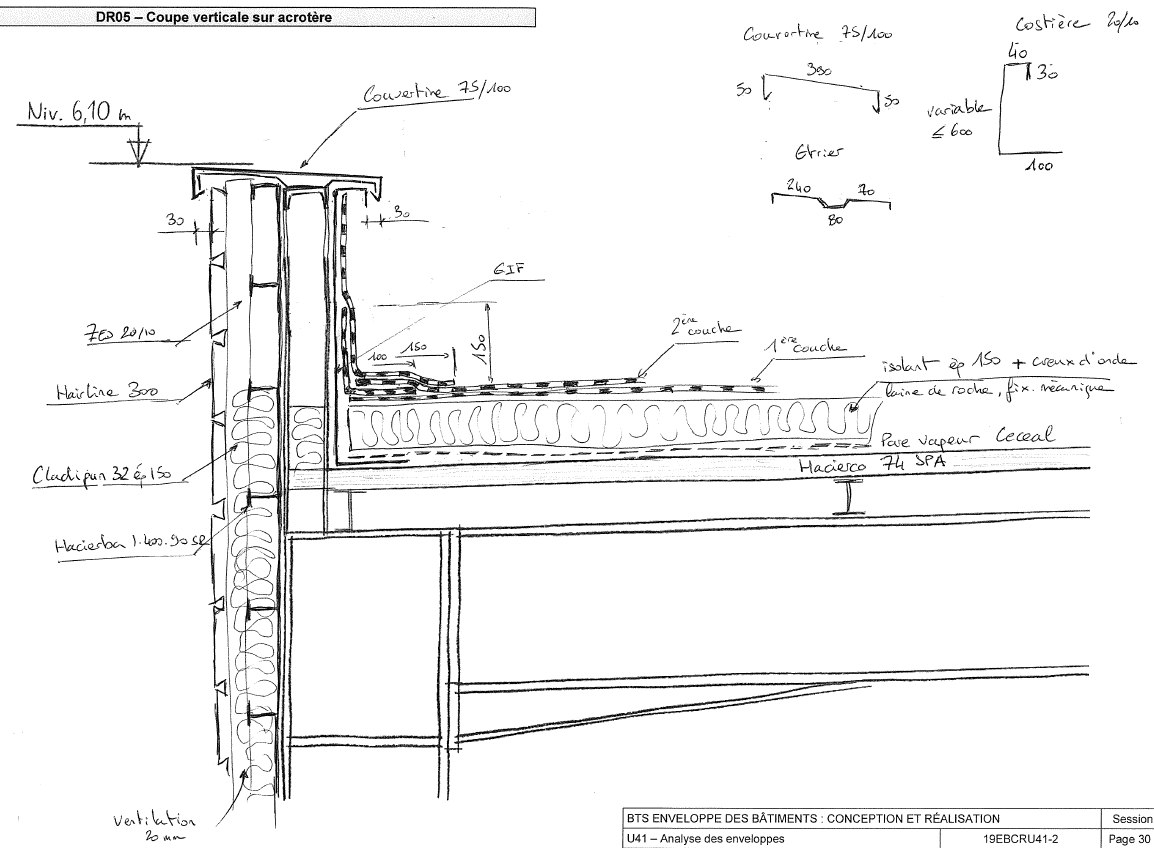 DR05 – Coupe verticale sur acrotère
Couvertine 75/100
390
50
50
Costière 20/10
40
30
variable
≤ 600
100
Etrier
240
70
80
Couvertine 75/100
Niv. 6,10 m
30
30
GIF
150
100
150
2ème couche
1ère couche
isolant ép 150 + creux d'onde
laine de roche, fix. mécanique
Pare vapeur Ceceal
Hacierco 74 SPA
ZED 20/10
Hairline 300
Cladipan 32 ép 150
Hacierba 1.400.90 SR
Ventilation
20 mm
BTS ENVELOPPE DES BÂTIMENTS : CONCEPTION ET RÉALISATION
Session
U41 – Analyse des enveloppes
19EBCRU41-2
Page 30